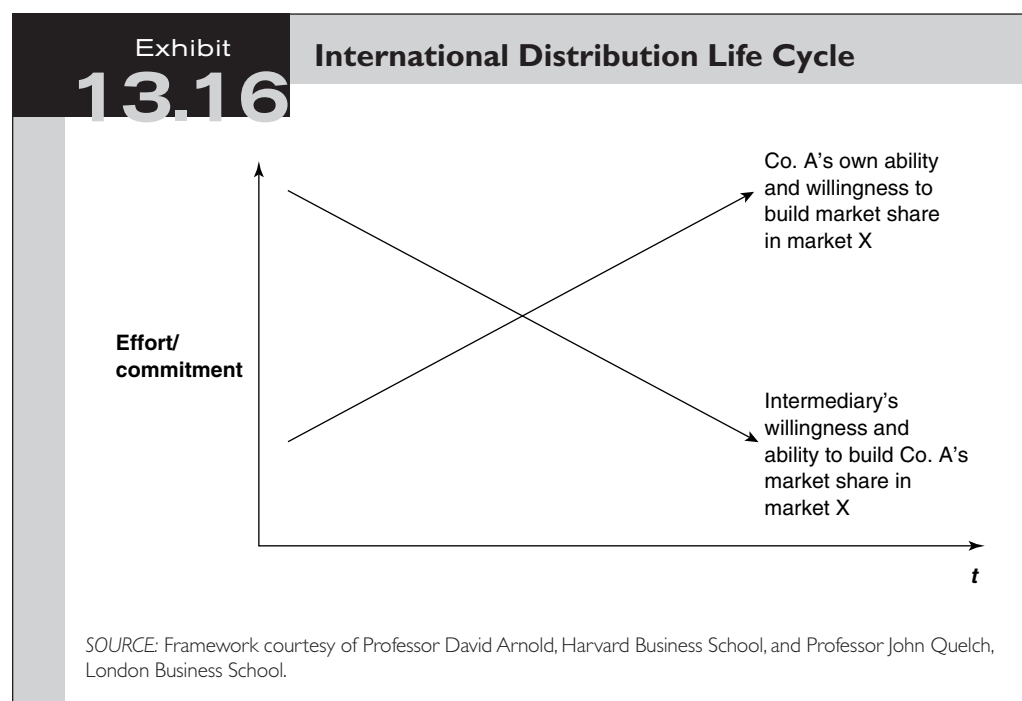 Exhibit
13.16
International Distribution Life Cycle
Co. A's own ability
and willingness to
build market share
in market X
Effort/
commitment
Intermediary's
willingness and
ability to build Co. A's
market share in
market X
t
SOURCE: Framework courtesy of Professor David Arnold, Harvard Business School, and Professor John Quelch,
London Business School.